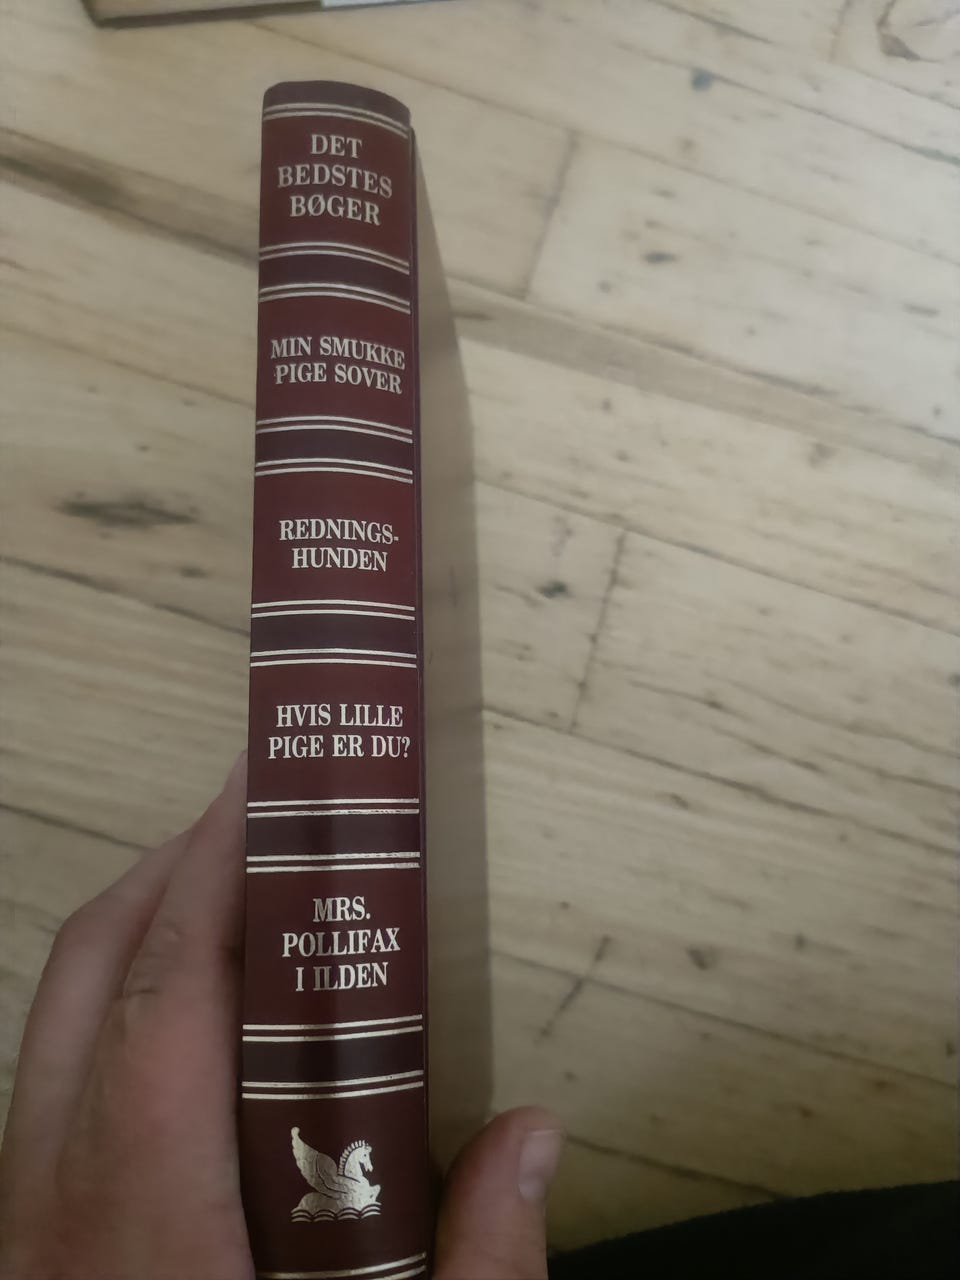 DET
BEDSTES
BØGER
MIN SMUKKE
PIGE SOVER
REDNINGS-
HUNDEN
HVIS LILLE
PIGE ER DU?
MRS.
POLLIFAX
I ILDEN